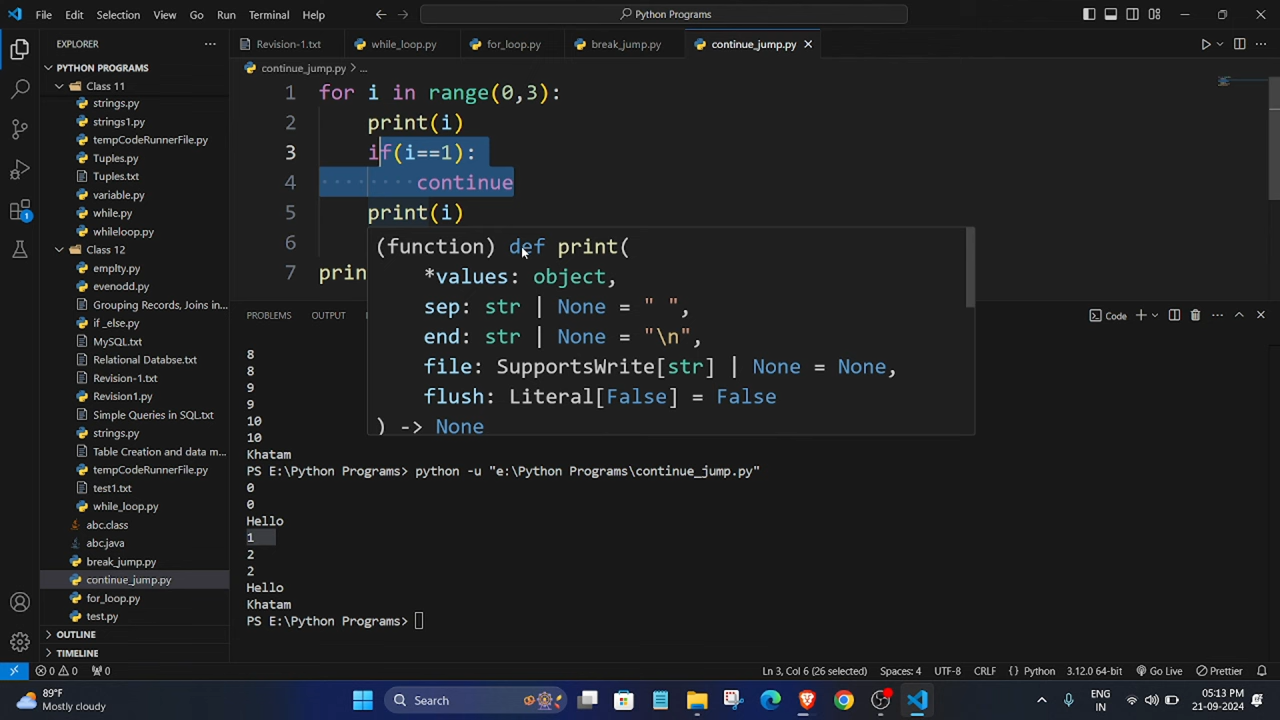 File Edit Selection View Go Run Terminal Help
Python Programs
EXPLORER
Revision-1.txt while_loop.py for_loop.py break_jump.py continue_jump.py
PYTHON PROGRAMS
Class 11
strings.py
strings1.py
tempCodeRunnerFile.py
Tuples.py
Tuples.txt
variable.py
while.py
whileloop.py
Class 12
emplty.py
evenodd.py
Grouping Records, Joins in...
if _else.py
MySQL.txt
Relational Databse.txt
Revision-1.txt
Revision1.py
Simple Queries in SQL.txt
strings.py
Table Creation and data m...
tempCodeRunnerFile.py
test1.txt
while_loop.py
abc.class
abc.java
break_jump.py
continue_jump.py
for_loop.py
test.py
OUTLINE
TIMELINE
1
continue_jump.py > ...
1 for i in range(0,3):
2 print(i)
3 if(i==1):
4 continue
5 print(i)
6
7 prin
(function) def print(
*values: object,
sep: str | None = " ",
end: str | None = "\n",
file: SupportsWrite[str] | None = None,
flush: Literal[False] = False
) -> None
PROBLEMS OUTPUT
Code
8
8
9
9
10
10
Khatam
PS E:\Python Programs> python -u "e:\Python Programs\continue_jump.py"
0
0
Hello
1
2
2
Hello
Khatam
PS E:\Python Programs>
0 0 0 Ln 3, Col 6 (26 selected) Spaces: 4 UTF-8 CRLF {} Python 3.12.0 64-bit Go Live Prettier
89°F
Mostly cloudy
Search
ENG
IN
05:13 PM
21-09-2024